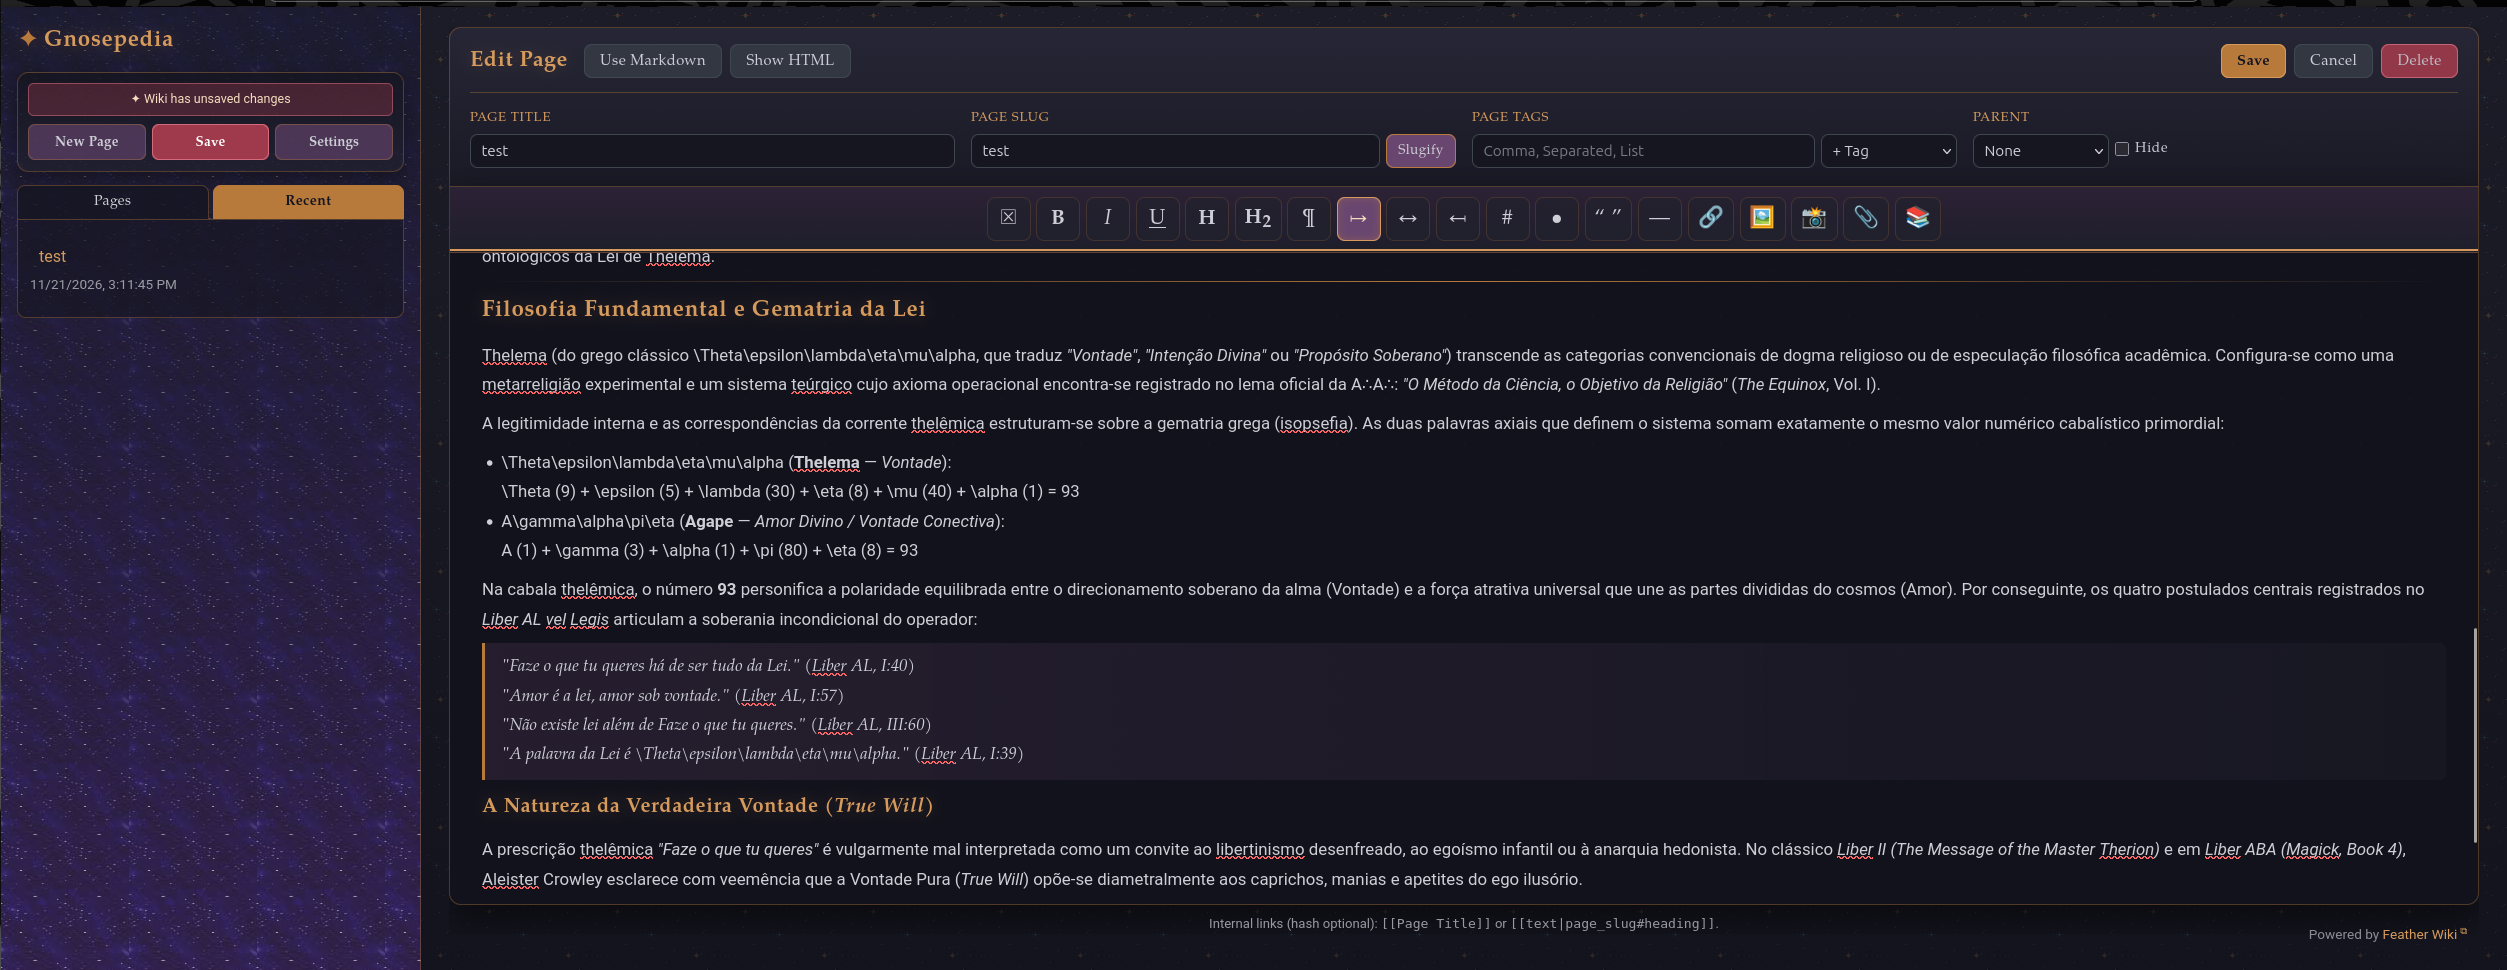 ✦ Gnosepedia
✦ Wiki has unsaved changes
New Page Save Settings
Pages Recent
test
11/21/2026, 3:11:45 PM
Edit Page Use Markdown Show HTML Save Cancel Delete
PAGE TITLE PAGE SLUG PAGE TAGS PARENT
test test Slugify Comma, Separated, List + Tag None Hide
B I U H H2 ¶ ↦ ↔ ↤ # ● “ ” —
ontológicos da Lei de Thelema.
Filosofia Fundamental e Gematria da Lei
Thelema (do grego clássico \Theta\epsilon\lambda\eta\mu\alpha, que traduz "Vontade", "Intenção Divina" ou "Propósito Soberano") transcende as categorias convencionais de dogma religioso ou de especulação filosófica acadêmica. Configura-se como uma
metarreligião experimental e um sistema teúrgico cujo axioma operacional encontra-se registrado no lema oficial da A∴A∴: "O Método da Ciência, o Objetivo da Religião" (The Equinox, Vol. I).
A legitimidade interna e as correspondências da corrente thelêmica estruturam-se sobre a gematria grega (isopsefia). As duas palavras axiais que definem o sistema somam exatamente o mesmo valor numérico cabalístico primordial:
• \Theta\epsilon\lambda\eta\mu\alpha (Thelema — Vontade):
\Theta (9) + \epsilon (5) + \lambda (30) + \eta (8) + \mu (40) + \alpha (1) = 93
• A\gamma\alpha\pi\eta (Agape — Amor Divino / Vontade Conectiva):
A (1) + \gamma (3) + \alpha (1) + \pi (80) + \eta (8) = 93
Na cabala thelêmica, o número 93 personifica a polaridade equilibrada entre o direcionamento soberano da alma (Vontade) e a força atrativa universal que une as partes divididas do cosmos (Amor). Por conseguinte, os quatro postulados centrais registrados no
Liber AL vel Legis articulam a soberania incondicional do operador:
"Faze o que tu queres há de ser tudo da Lei." (Liber AL, I:40)
"Amor é a lei, amor sob vontade." (Liber AL, I:57)
"Não existe lei além de Faze o que tu queres." (Liber AL, III:60)
"A palavra da Lei é \Theta\epsilon\lambda\eta\mu\alpha." (Liber AL, I:39)
A Natureza da Verdadeira Vontade (True Will)
A prescrição thelêmica "Faze o que tu queres" é vulgarmente mal interpretada como um convite ao libertinismo desenfreado, ao egoísmo infantil ou à anarquia hedonista. No clássico Liber II (The Message of the Master Therion) e em Liber ABA (Magick, Book 4),
Aleister Crowley esclarece com veemência que a Vontade Pura (True Will) opõe-se diametralmente aos caprichos, manias e apetites do ego ilusório.
Internal links (hash optional): [[Page Title]] or [[text|page_slug#heading]].
Powered by Feather Wiki